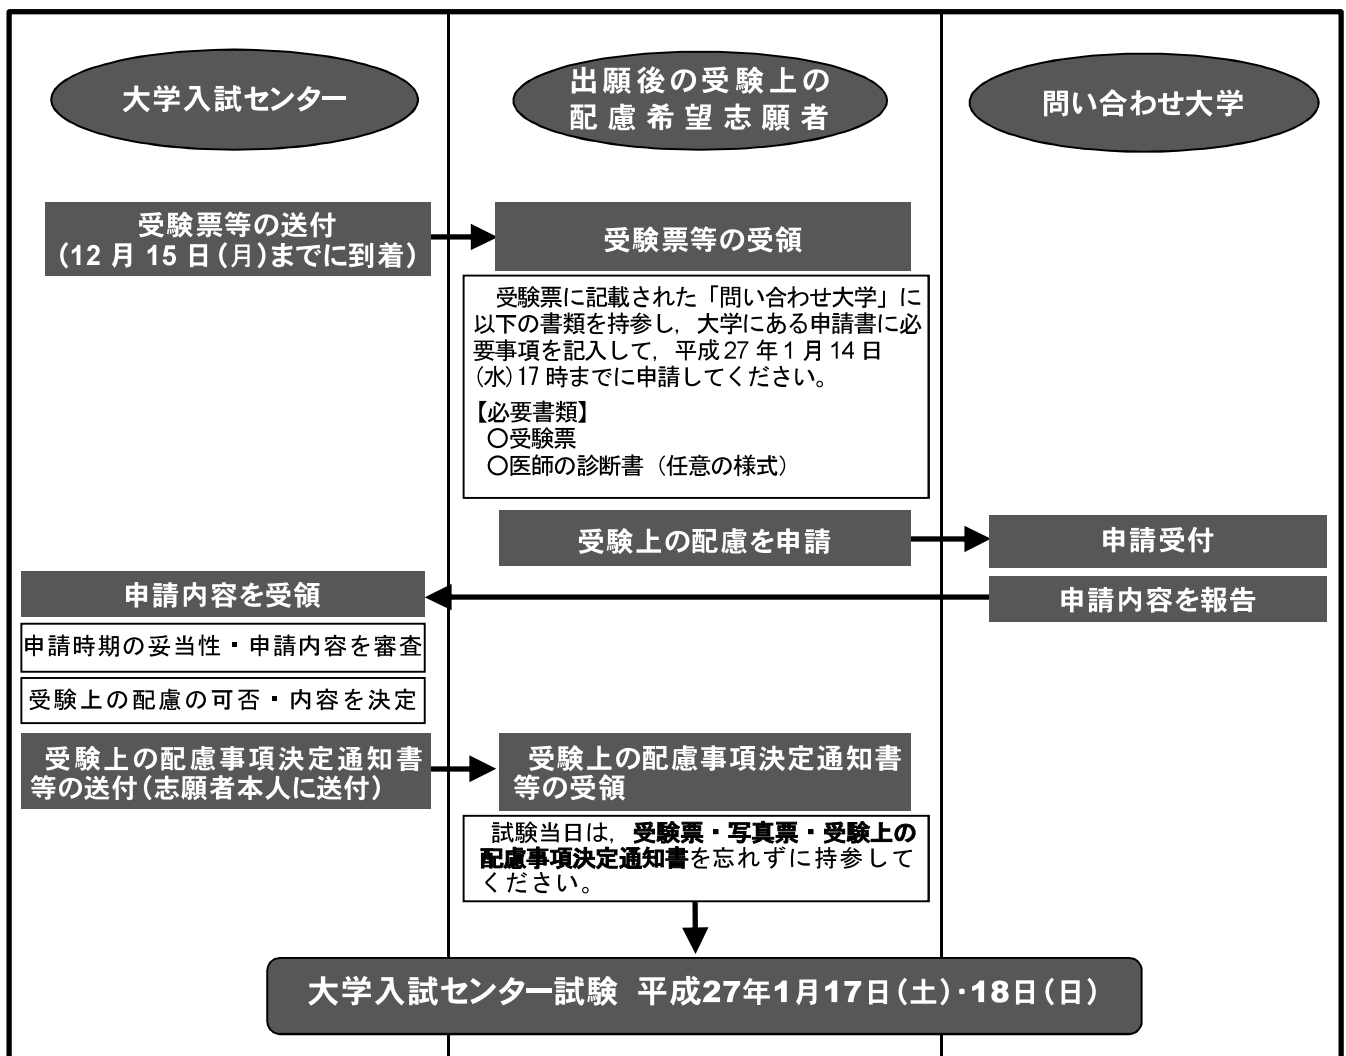 大学入試センター
出願後の受験上の
配慮希望志願者
問い合わせ大学
受験票等の送付
(12月15日(月)までに到着)
受験票等の受領
受験票に記載された「問い合わせ大学」に
以下の書類を持参し，大学にある申請書に必
要事項を記入して，平成27年1月14日
(水)17時までに申請してください。
【必要書類】
○受験票
○医師の診断書（任意の様式）
受験上の配慮を申請
申請受付
申請内容を報告
申請内容を受領
申請時期の妥当性・申請内容を審査
受験上の配慮の可否・内容を決定
受験上の配慮事項決定通知書
等の送付(志願者本人に送付)
受験上の配慮事項決定通知書
等の受領
試験当日は，受験票・写真票・受験上の
配慮事項決定通知書を忘れずに持参して
ください。
大学入試センター試験 平成27年1月17日(土)・18日(日)